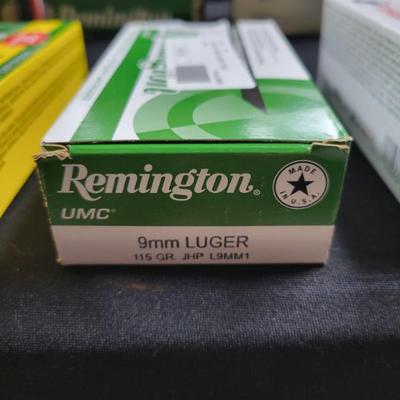 Remington®
UMC®
MADE IN U.S.A.
9mm LUGER
115 GR. JHP L9MM1